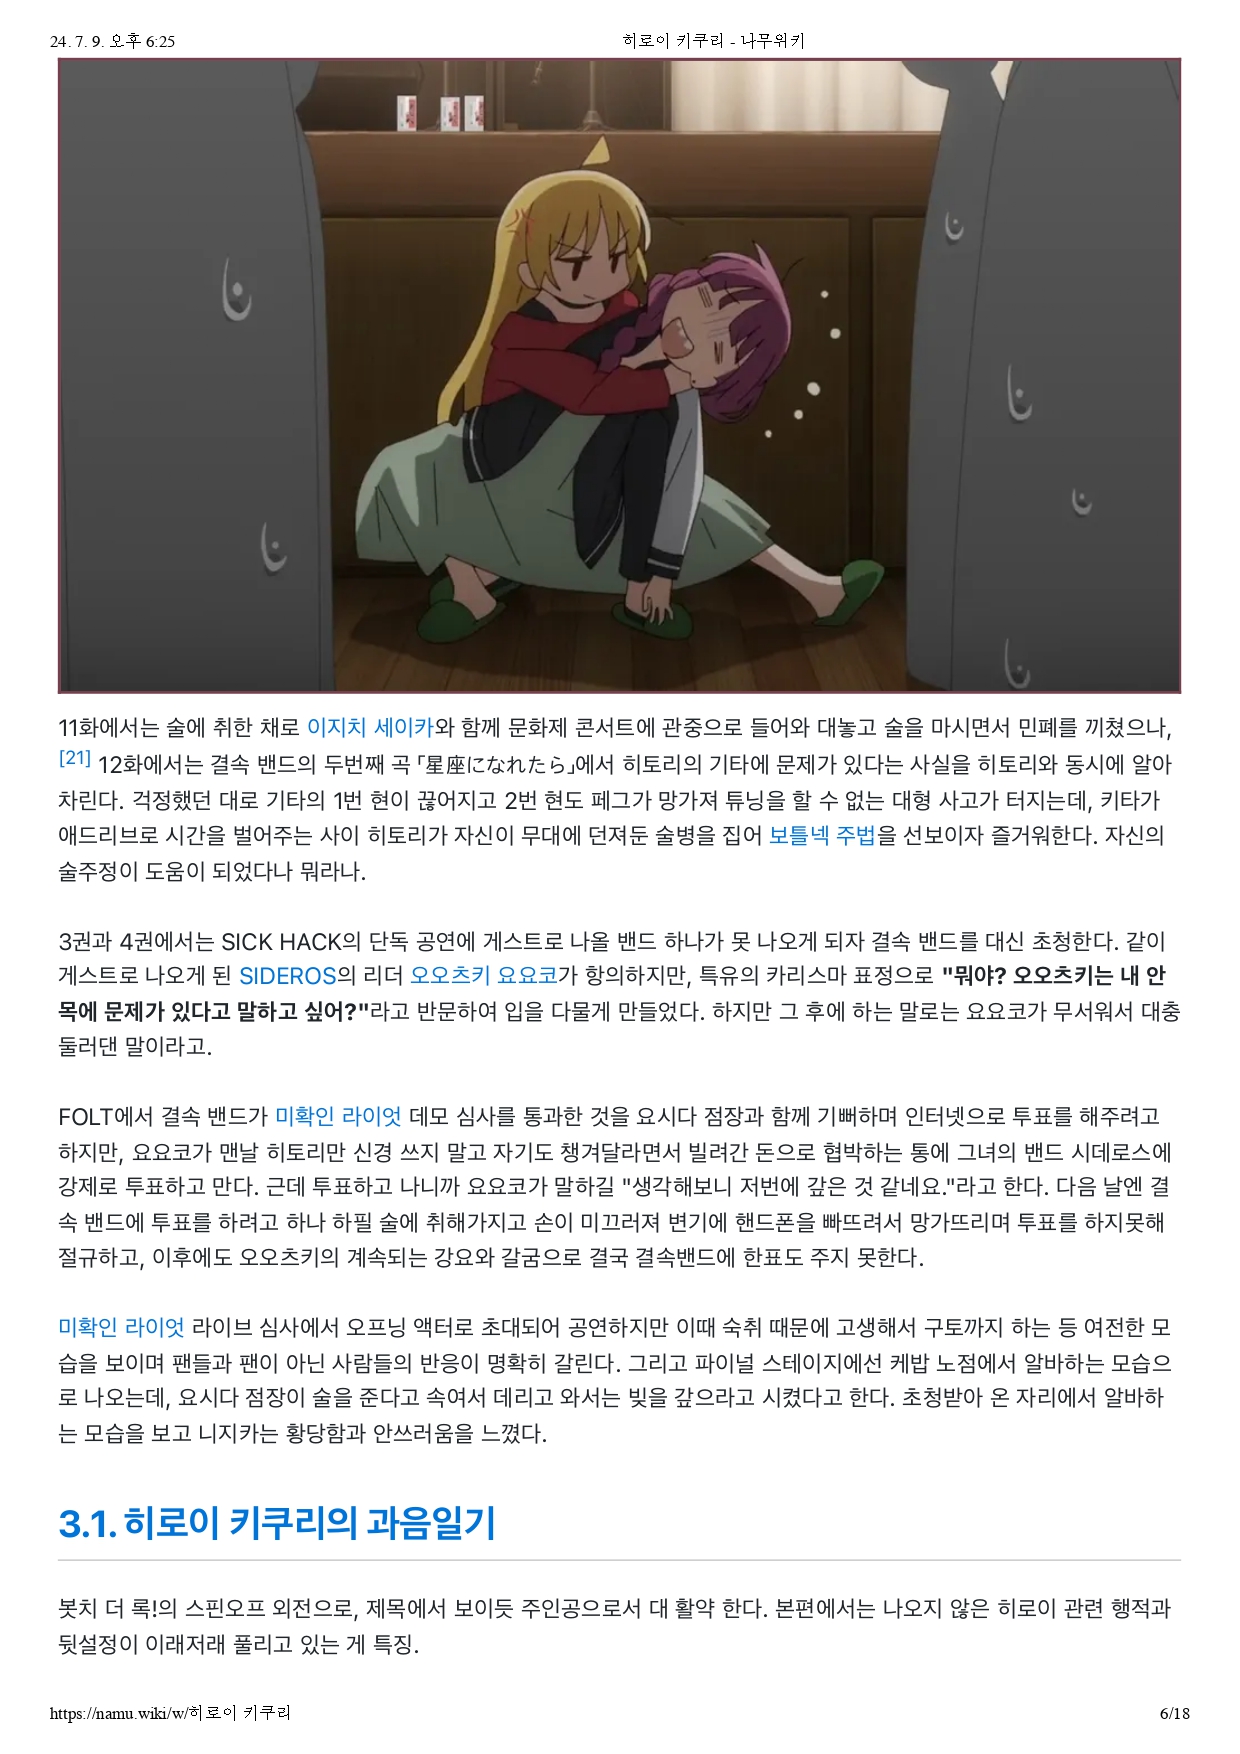 24. 7. 9. 오후 6:25
히로이 키쿠리 - 나무위키
11화에서는 술에 취한 채로 이지치 세이카와 함께 문화제 콘서트에 관중으로 들어와 대놓고 술을 마시면서 민폐를 끼쳤으나,
[21] 12화에서는 결속 밴드의 두번째 곡 「星座になれたら」에서 히토리의 기타에 문제가 있다는 사실을 히토리와 동시에 알아
차린다. 걱정했던 대로 기타의 1번 현이 끊어지고 2번 현도 페그가 망가져 튜닝을 할 수 없는 대형 사고가 터지는데, 키타가
애드리브로 시간을 벌어주는 사이 히토리가 자신이 무대에 던져둔 술병을 집어 보틀넥 주법을 선보이자 즐거워한다. 자신의
술주정이 도움이 되었다나 뭐라나.
3권과 4권에서는 SICK HACK의 단독 공연에 게스트로 나올 밴드 하나가 못 나오게 되자 결속 밴드를 대신 초청한다. 같이
게스트로 나오게 된 SIDEROS의 리더 오오츠키 요요코가 항의하지만, 특유의 카리스마 표정으로 "뭐야? 오오츠키는 내 안
목에 문제가 있다고 말하고 싶어?"라고 반문하여 입을 다물게 만들었다. 하지만 그 후에 하는 말로는 요요코가 무서워서 대충
둘러댄 말이라고.
FOLT에서 결속 밴드가 미확인 라이엇 데모 심사를 통과한 것을 요시다 점장과 함께 기뻐하며 인터넷으로 투표를 해주려고
하지만, 요요코가 맨날 히토리만 신경 쓰지 말고 자기도 챙겨달라면서 빌려간 돈으로 협박하는 통에 그녀의 밴드 시데로스에
강제로 투표하고 만다. 근데 투표하고 나니까 요요코가 말하길 "생각해보니 저번에 갚은 것 같네요."라고 한다. 다음 날엔 결
속 밴드에 투표를 하려고 하나 하필 술에 취해가지고 손이 미끄러져 변기에 핸드폰을 빠뜨려서 망가뜨리며 투표를 하지못해
절규하고, 이후에도 오오츠키의 계속되는 강요와 갈굼으로 결국 결속밴드에 한표도 주지 못한다.
미확인 라이엇 라이브 심사에서 오프닝 액터로 초대되어 공연하지만 이때 숙취 때문에 고생해서 구토까지 하는 등 여전한 모
습을 보이며 팬들과 팬이 아닌 사람들의 반응이 명확히 갈린다. 그리고 파이널 스테이지에선 케밥 노점에서 알바하는 모습으
로 나오는데, 요시다 점장이 술을 준다고 속여서 데리고 와서는 빚을 갚으라고 시켰다고 한다. 초청받아 온 자리에서 알바하
는 모습을 보고 니지카는 황당함과 안쓰러움을 느꼈다.
3.1. 히로이 키쿠리의 과음일기
봇치 더 록!의 스핀오프 외전으로, 제목에서 보이듯 주인공으로서 대 활약 한다. 본편에서는 나오지 않은 히로이 관련 행적과
뒷설정이 이래저래 풀리고 있는 게 특징.
https://namu.wiki/w/히로이 키쿠리
6/18